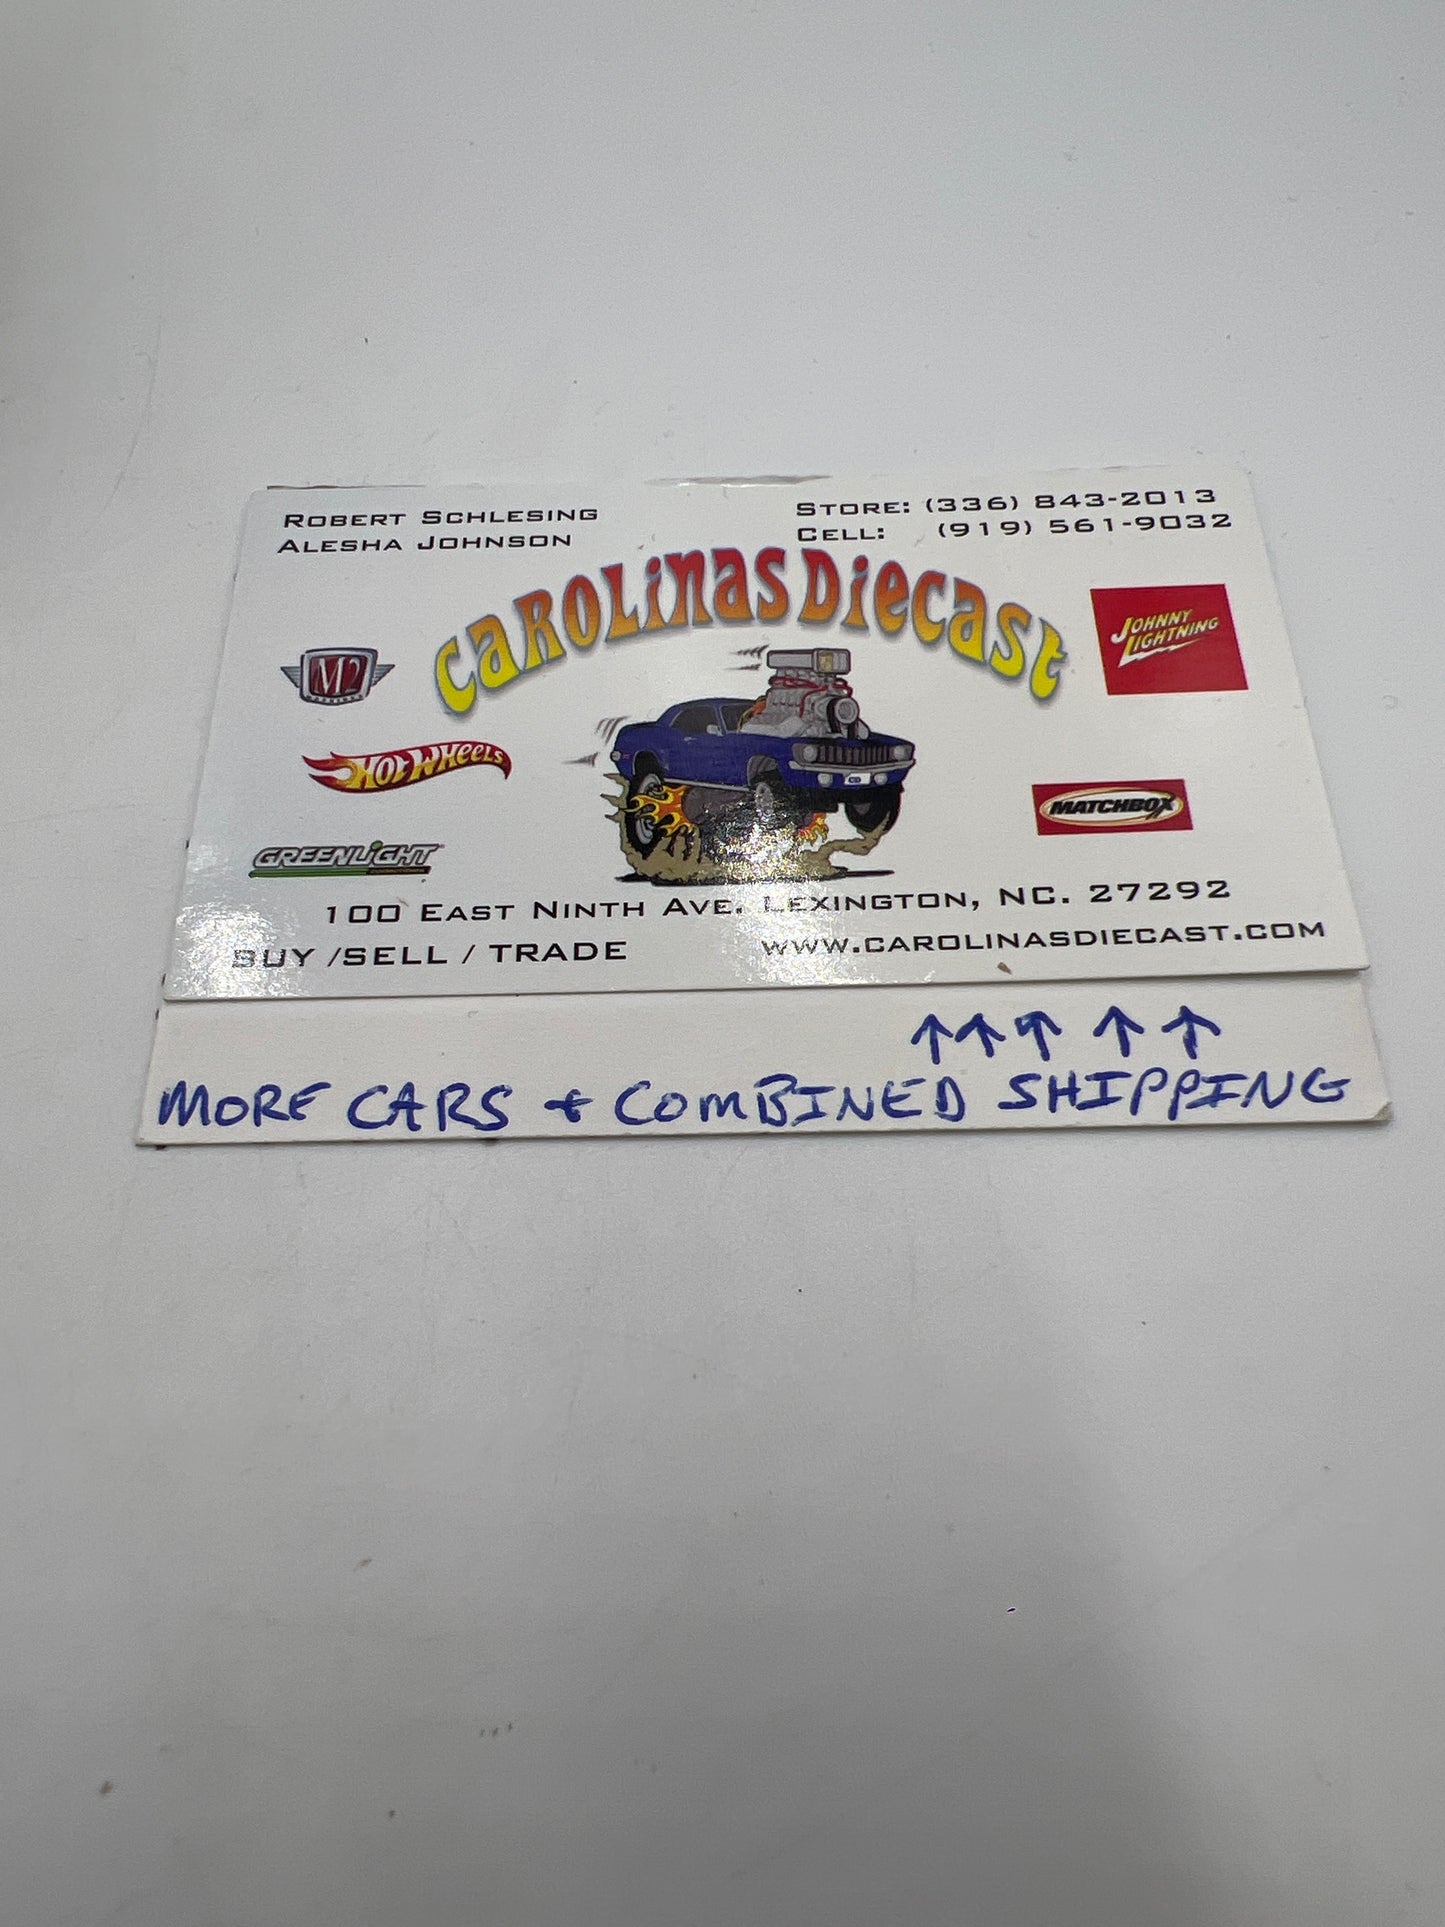 ROBERT SCHLESING
ALESHA JOHNSON
STORE: (336) 843-2013
CELL: (919) 561-9032
CAROLINAS DIECAST
M2
JOHNNY
LIGHTNING
HOT WHEELS
MATCHBOX
GREENLIGHT
100 EAST NINTH AVE. LEXINGTON, NC. 27292
BUY /SELL / TRADE
WWW.CAROLINASDIECAST.COM
↑ ↑ ↑ ↑ ↑
MORE CARS + COMBINED SHIPPING